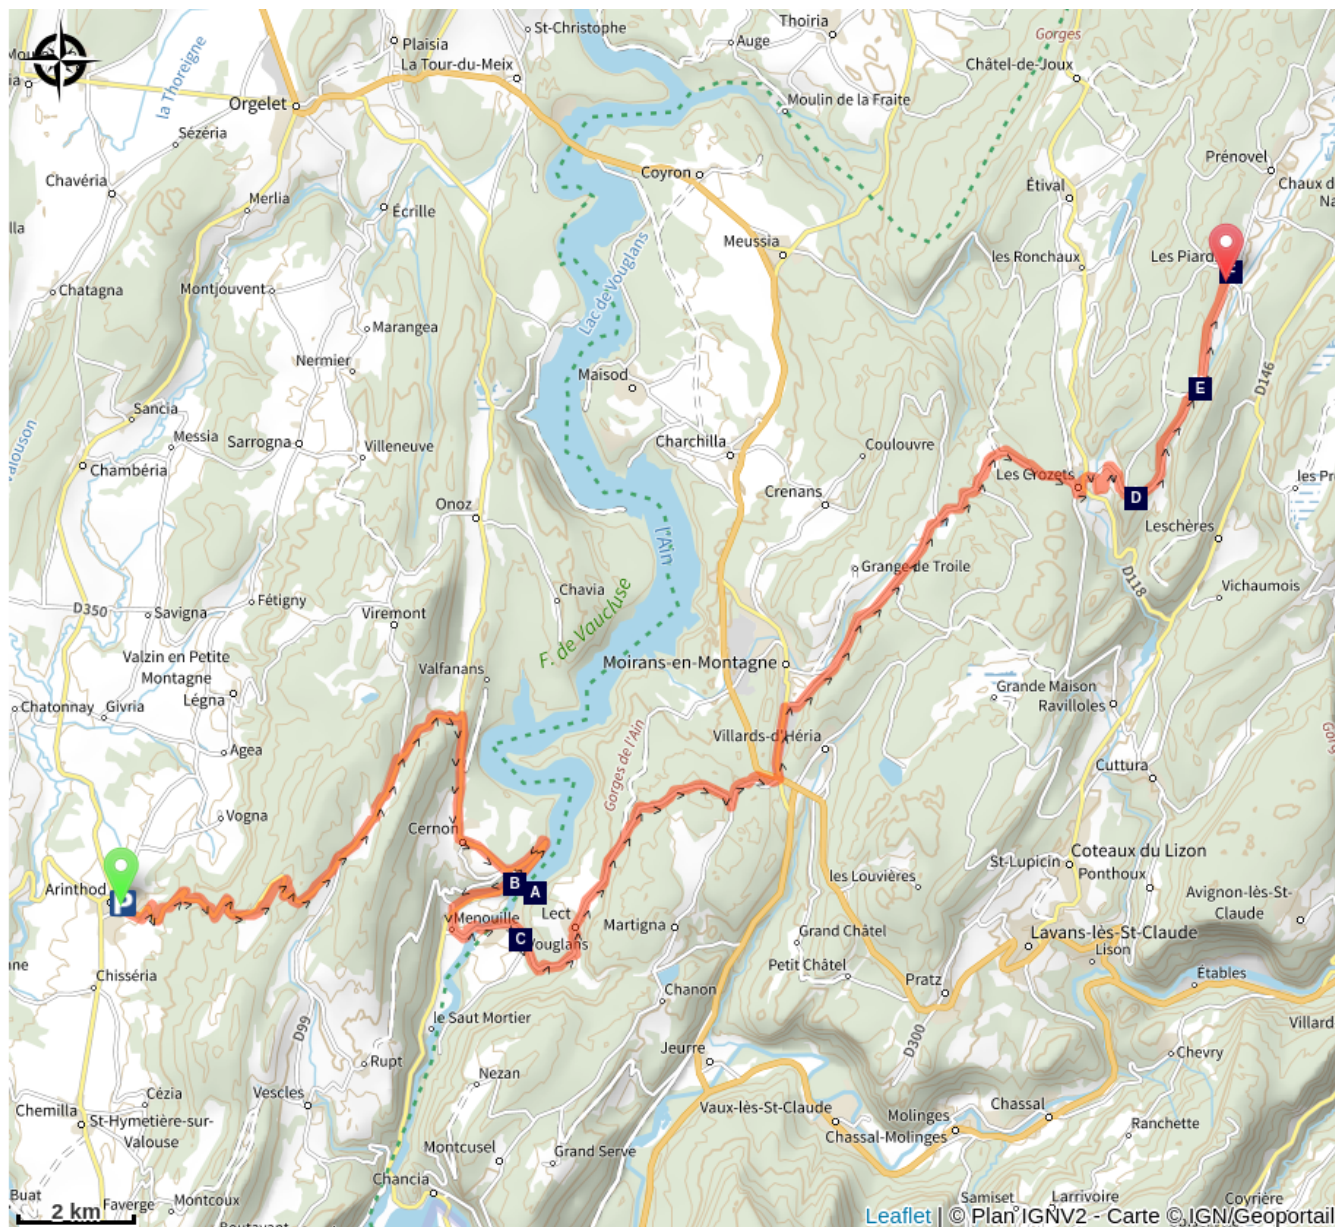 St-Christophe
Thoiria
Plaisia
Auge
Gorges
la Thoreigne
La Tour-du-Meix
Châtel-de-Joux
Orgelet
Moulin de la Fraite
Sézéria
Prénovel
Coyron
Chavéria
Étival
Chaux d
Merlia
Écrille
Na
lla
Meussia
les Ronchaux
Les Piard
F
Chatagna
Montjouvent
Lac de Vouglans
Marangea
Nermier
Maisod
D146
E
Sancia
Messia
Sarrogna
Villeneuve
Charchilla
Coulouvre
Chambéria
Les Crozets
les Pr
Crenans
D
Onoz
l'Ain
Leschères
Grange de Troile
Chavia
D118
Vichaumois
D350
Savigna
Fétigny
Viremont
F. de Vaucluse
Valzin en Petite
Montagne
Valfanans
Moirans-en-Montagne
Légna
Grande Maison
Ravilloles
Chatonnay
Givria
Agea
Gorges de l'Ain
Villards-d'Héria
Cuttura
Vogna
Cernon
St-Lupicin
Coteaux du Lizon
Ponthoux
Arinthod
P
B
A
les Louvières
Avignon-lès-St-
Claude
Menouille
Lect
Vouglans
Martigna
C
Grand Châtel
Lavans-lès-St-Claude
Lison
nne
Chisséria
Petit Châtel
Pratz
Étables
Chanon
le Saut Mortier
D99
Villard
D300
Rupt
Jeurre
Chevry
Nezan
Cézia
Vescles
Chemilla
St-Hymetière-sur-
Valouse
Vaux-lès-St-Claude
Molinges
Chassal
Chassal-Molinges
Ranchette
Montcusel
Grand Serve
Chancia
Buat
Faverge
Montcoux
Samiset
Larrivoire
Coyrière
2 km
Leaflet | © Plan IGNV2 - Carte © IGN/Geoportail